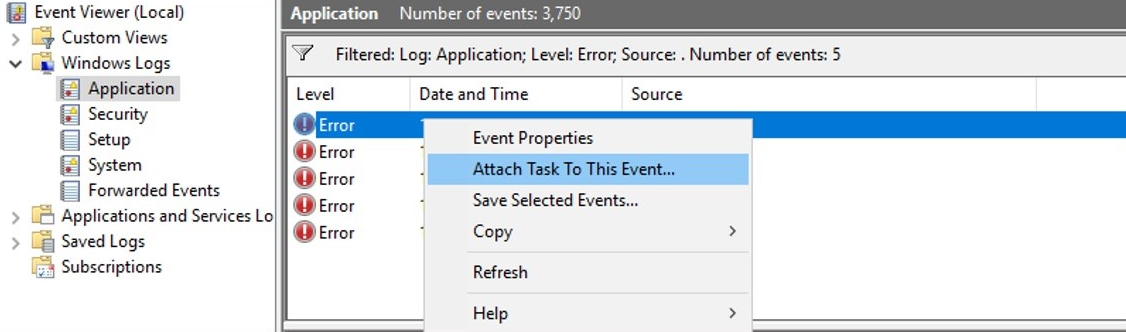 Event Viewer (Local)
Custom Views
Windows Logs
Application
Security
Setup
System
Forwarded Events
Applications and Services Lo
Saved Logs
Subscriptions
Application Number of events: 3,750
Filtered: Log: Application; Level: Error; Source: . Number of events: 5
Level Date and Time Source
Error
Error
Error
Error
Error
Event Properties
Attach Task To This Event...
Save Selected Events...
Copy
Refresh
Help